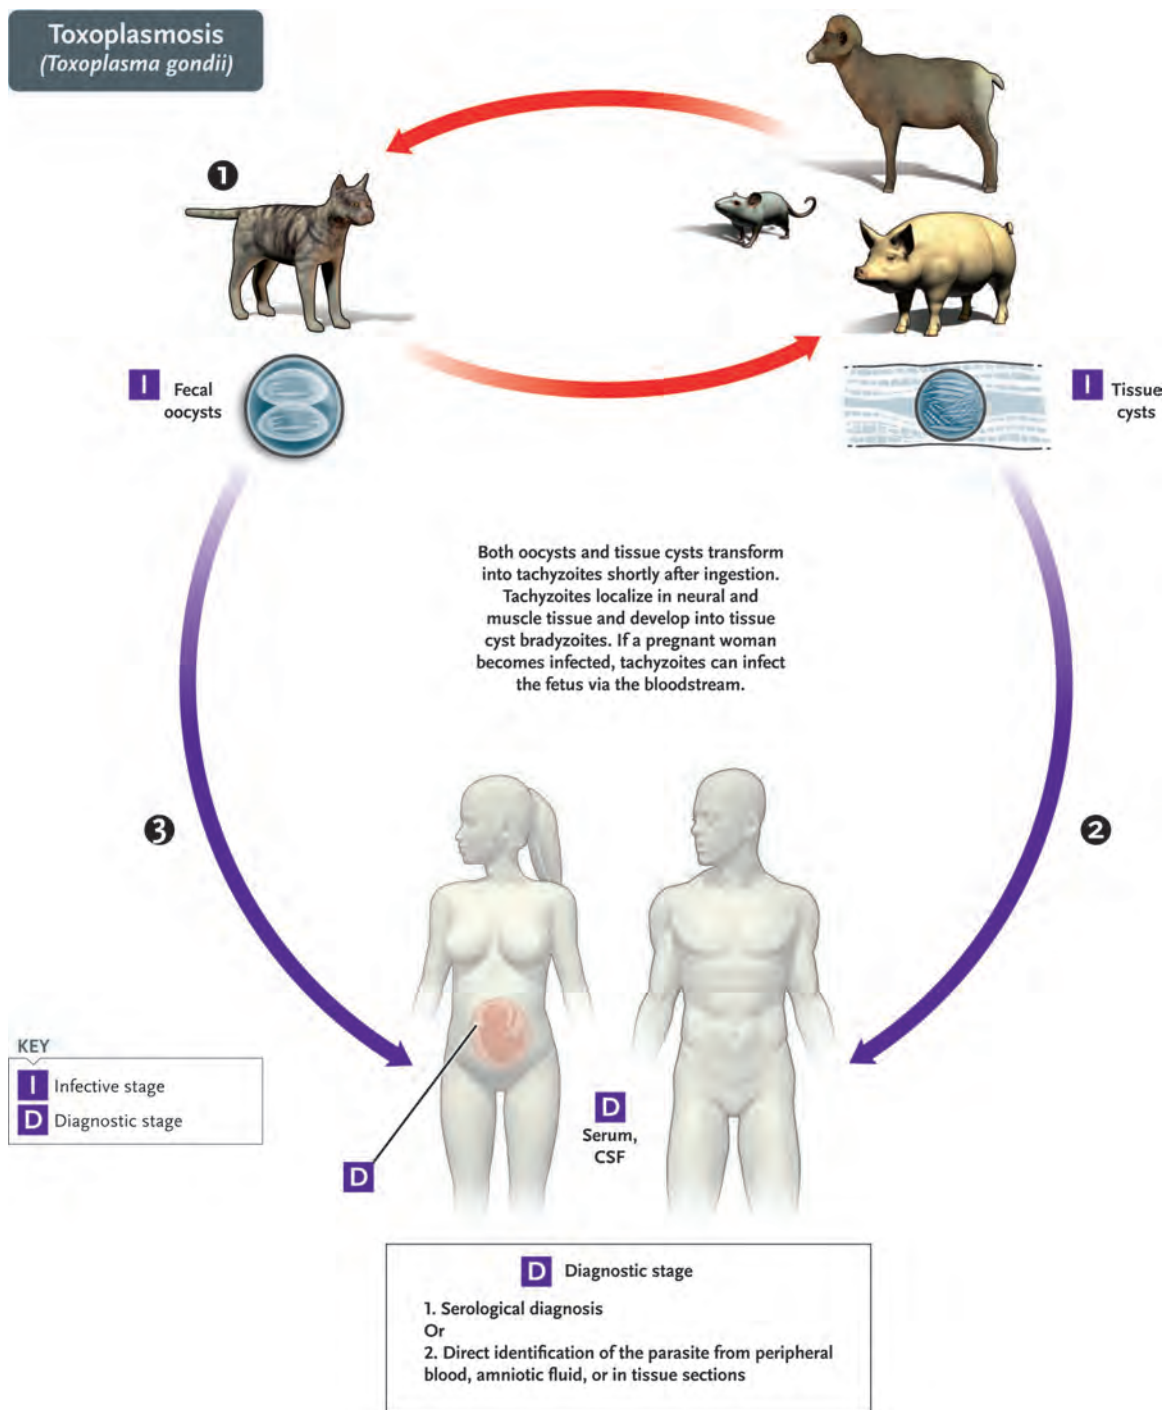 Toxoplasmosis
(Toxoplasma gondii)
1
I Fecal
oocysts
I Tissue
cysts
Both oocysts and tissue cysts transform
into tachyzoites shortly after ingestion.
Tachyzoites localize in neural and
muscle tissue and develop into tissue
cyst bradyzoites. If a pregnant woman
becomes infected, tachyzoites can infect
the fetus via the bloodstream.
3
2
KEY
I Infective stage
D Diagnostic stage
D
Serum,
CSF
D
D Diagnostic stage
1. Serological diagnosis
Or
2. Direct identification of the parasite from peripheral
blood, amniotic fluid, or in tissue sections